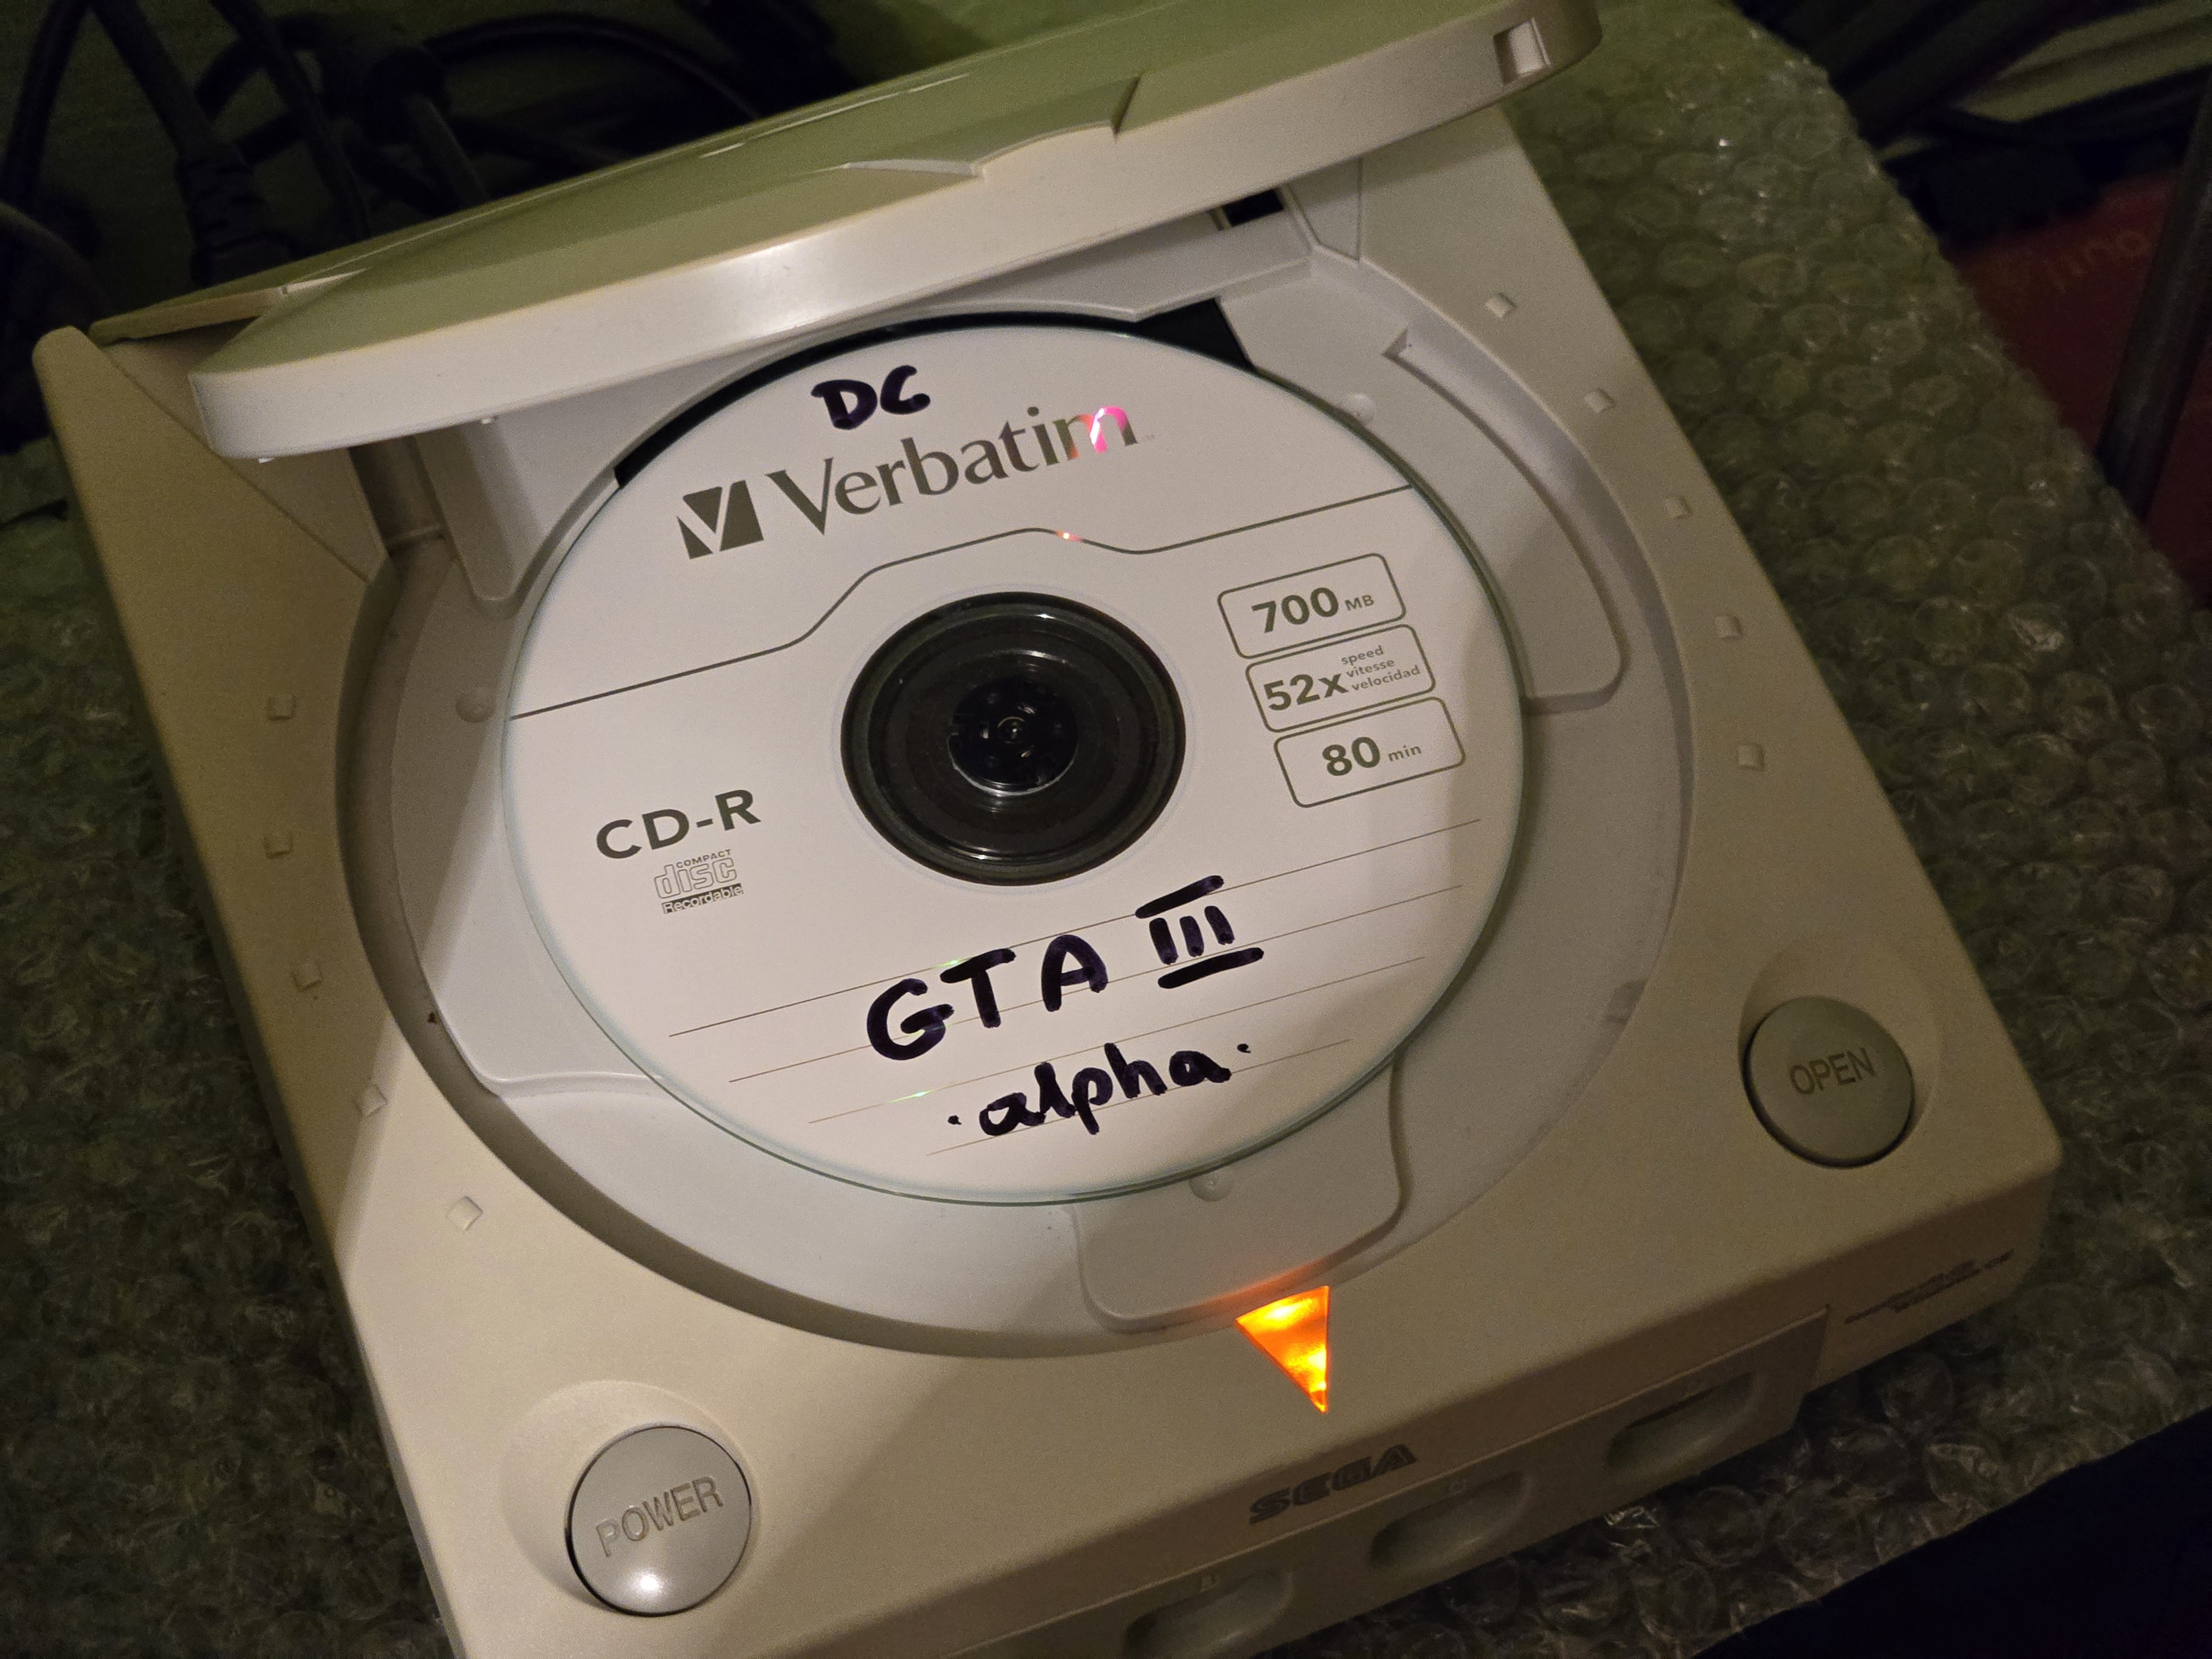 DC
Verbatim
700 MB
52x speed
vitesse
velocidad
80 min
CD-R
COMPACT
disc
Recordable
GTA III
·alpha·
OPEN
POWER
SEGA